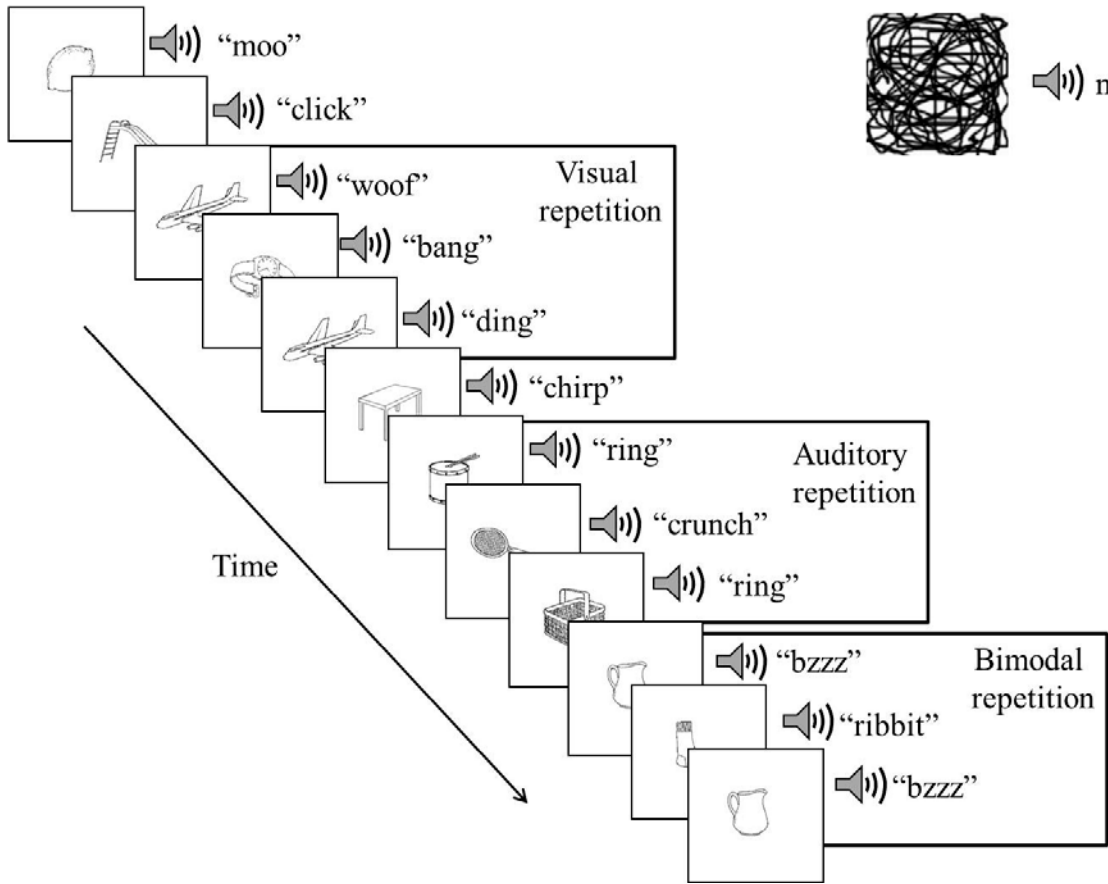 “moo”
“click”
“woof”
Visual
repetition
“bang”
“ding”
“chirp”
“ring”
Auditory
repetition
“crunch”
“ring”
Time
“bzzz”
Bimodal
repetition
“ribbit”
“bzzz”